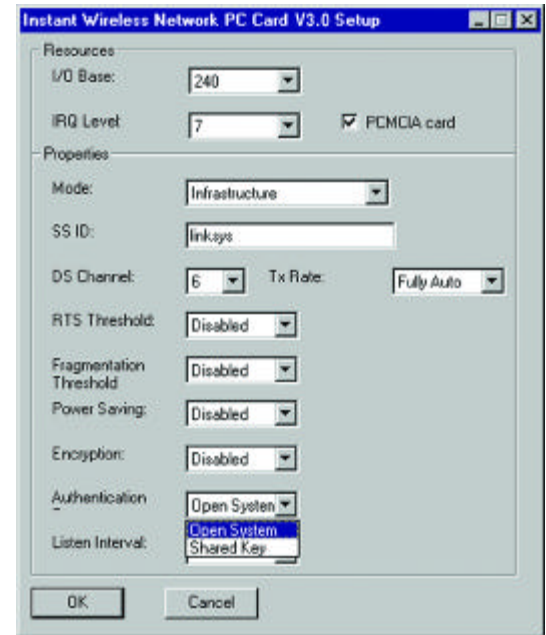 Instant Wireless Network PC Card V3.0 Setup
Resources
I/O Base: 240
IRQ Level: 7 PCMCIA card
Properties
Mode: Infrastructure
SS ID: linksys
DS Channel: 6 Tx Rate: Fully Auto
RTS Threshold: Disabled
Fragmentation
Threshold Disabled
Power Saving: Disabled
Encryption: Disabled
Authentication Open System
Open System
Shared Key
Listen Interval:
OK Cancel